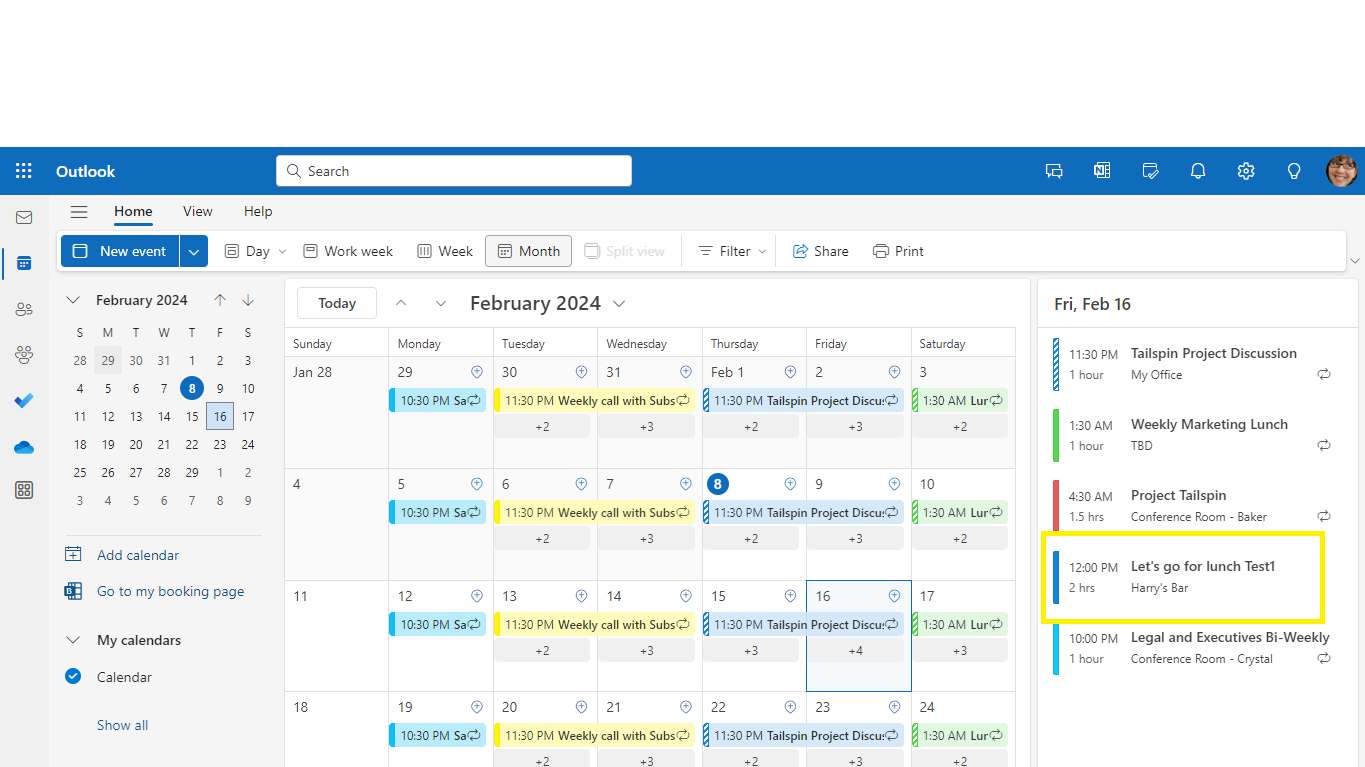 Outlook
Search
Home View Help
New event Day Work week Week Month Split view Filter Share Print
February 2024
S M T W T F S
28 29 30 31 1 2 3
4 5 6 7 8 9 10
11 12 13 14 15 16 17
18 19 20 21 22 23 24
25 26 27 28 29 1 2
3 4 5 6 7 8 9
Add calendar
Go to my booking page
My calendars
Calendar
Show all
Today February 2024
Sunday Monday Tuesday Wednesday Thursday Friday Saturday
Jan 28 29 30 31 Feb 1 2 3
10:30 PM Sa 11:30 PM Weekly call with Subs 11:30 PM Tailspin Project Discu: 1:30 AM Lur
+2 +3 +2 +3 +2
4 5 6 7 8 9 10
10:30 PM Sa 11:30 PM Weekly call with Subs 11:30 PM Tailspin Project Discu: 1:30 AM Lur
+2 +3 +2 +3 +2
11 12 13 14 15 16 17
10:30 PM Sa 11:30 PM Weekly call with Subs 11:30 PM Tailspin Project Discu: 1:30 AM Lur
+2 +3 +3 +4 +3
18 19 20 21 22 23 24
10:30 PM Sa 11:30 PM Weekly call with Subs 11:30 PM Tailspin Project Discu: 1:30 AM Lur
+2 +3 +2 +3 +2
Fri, Feb 16
11:30 PM Tailspin Project Discussion
1 hour My Office
1:30 AM Weekly Marketing Lunch
1 hour TBD
4:30 AM Project Tailspin
1.5 hrs Conference Room - Baker
12:00 PM Let's go for lunch Test1
2 hrs Harry's Bar
10:00 PM Legal and Executives Bi-Weekly
1 hour Conference Room - Crystal